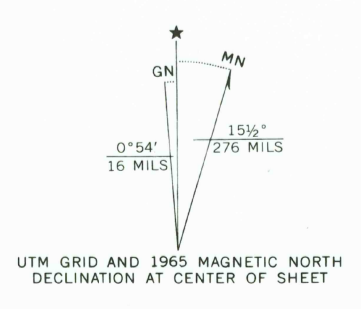 MN
GN
15½°
276 MILS
0°54'
16 MILS
UTM GRID AND 1965 MAGNETIC NORTH
DECLINATION AT CENTER OF SHEET